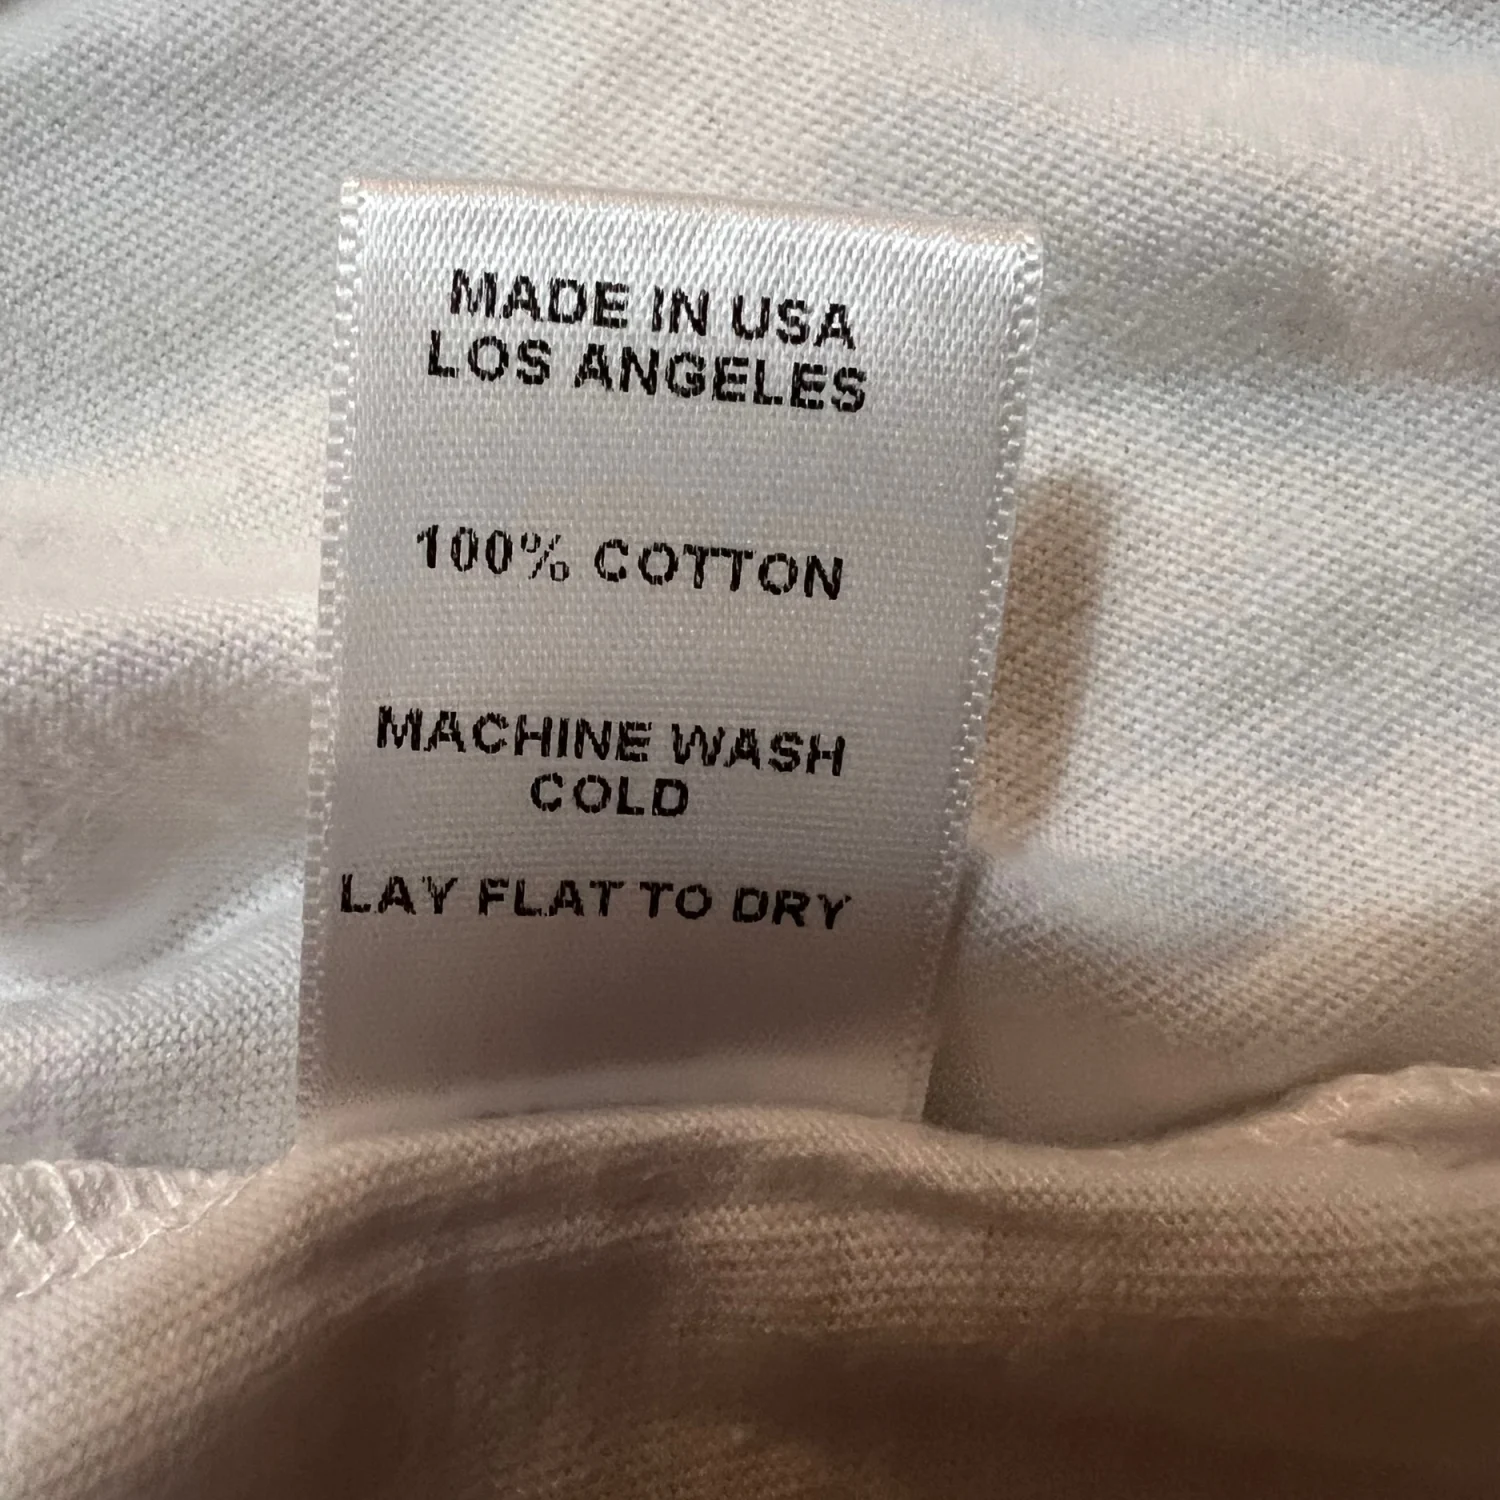 MADE IN USA
LOS ANGELES
100% COTTON
MACHINE WASH
COLD
LAY FLAT TO DRY